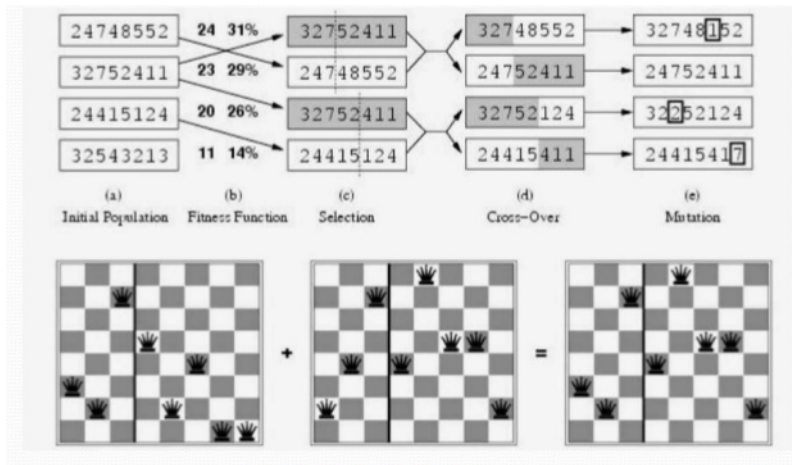 24748552 24 31% 32752411 32748552 32748152
32752411 23 29% 24748552 24752411 24752411
24415124 20 26% 32752411 32752124 32252124
32543213 11 14% 24415124 24415411 24415417
(a) (b) (c) (d) (e)
Initial Population Fitness Function Selection Cross-Over Mutation
+ =